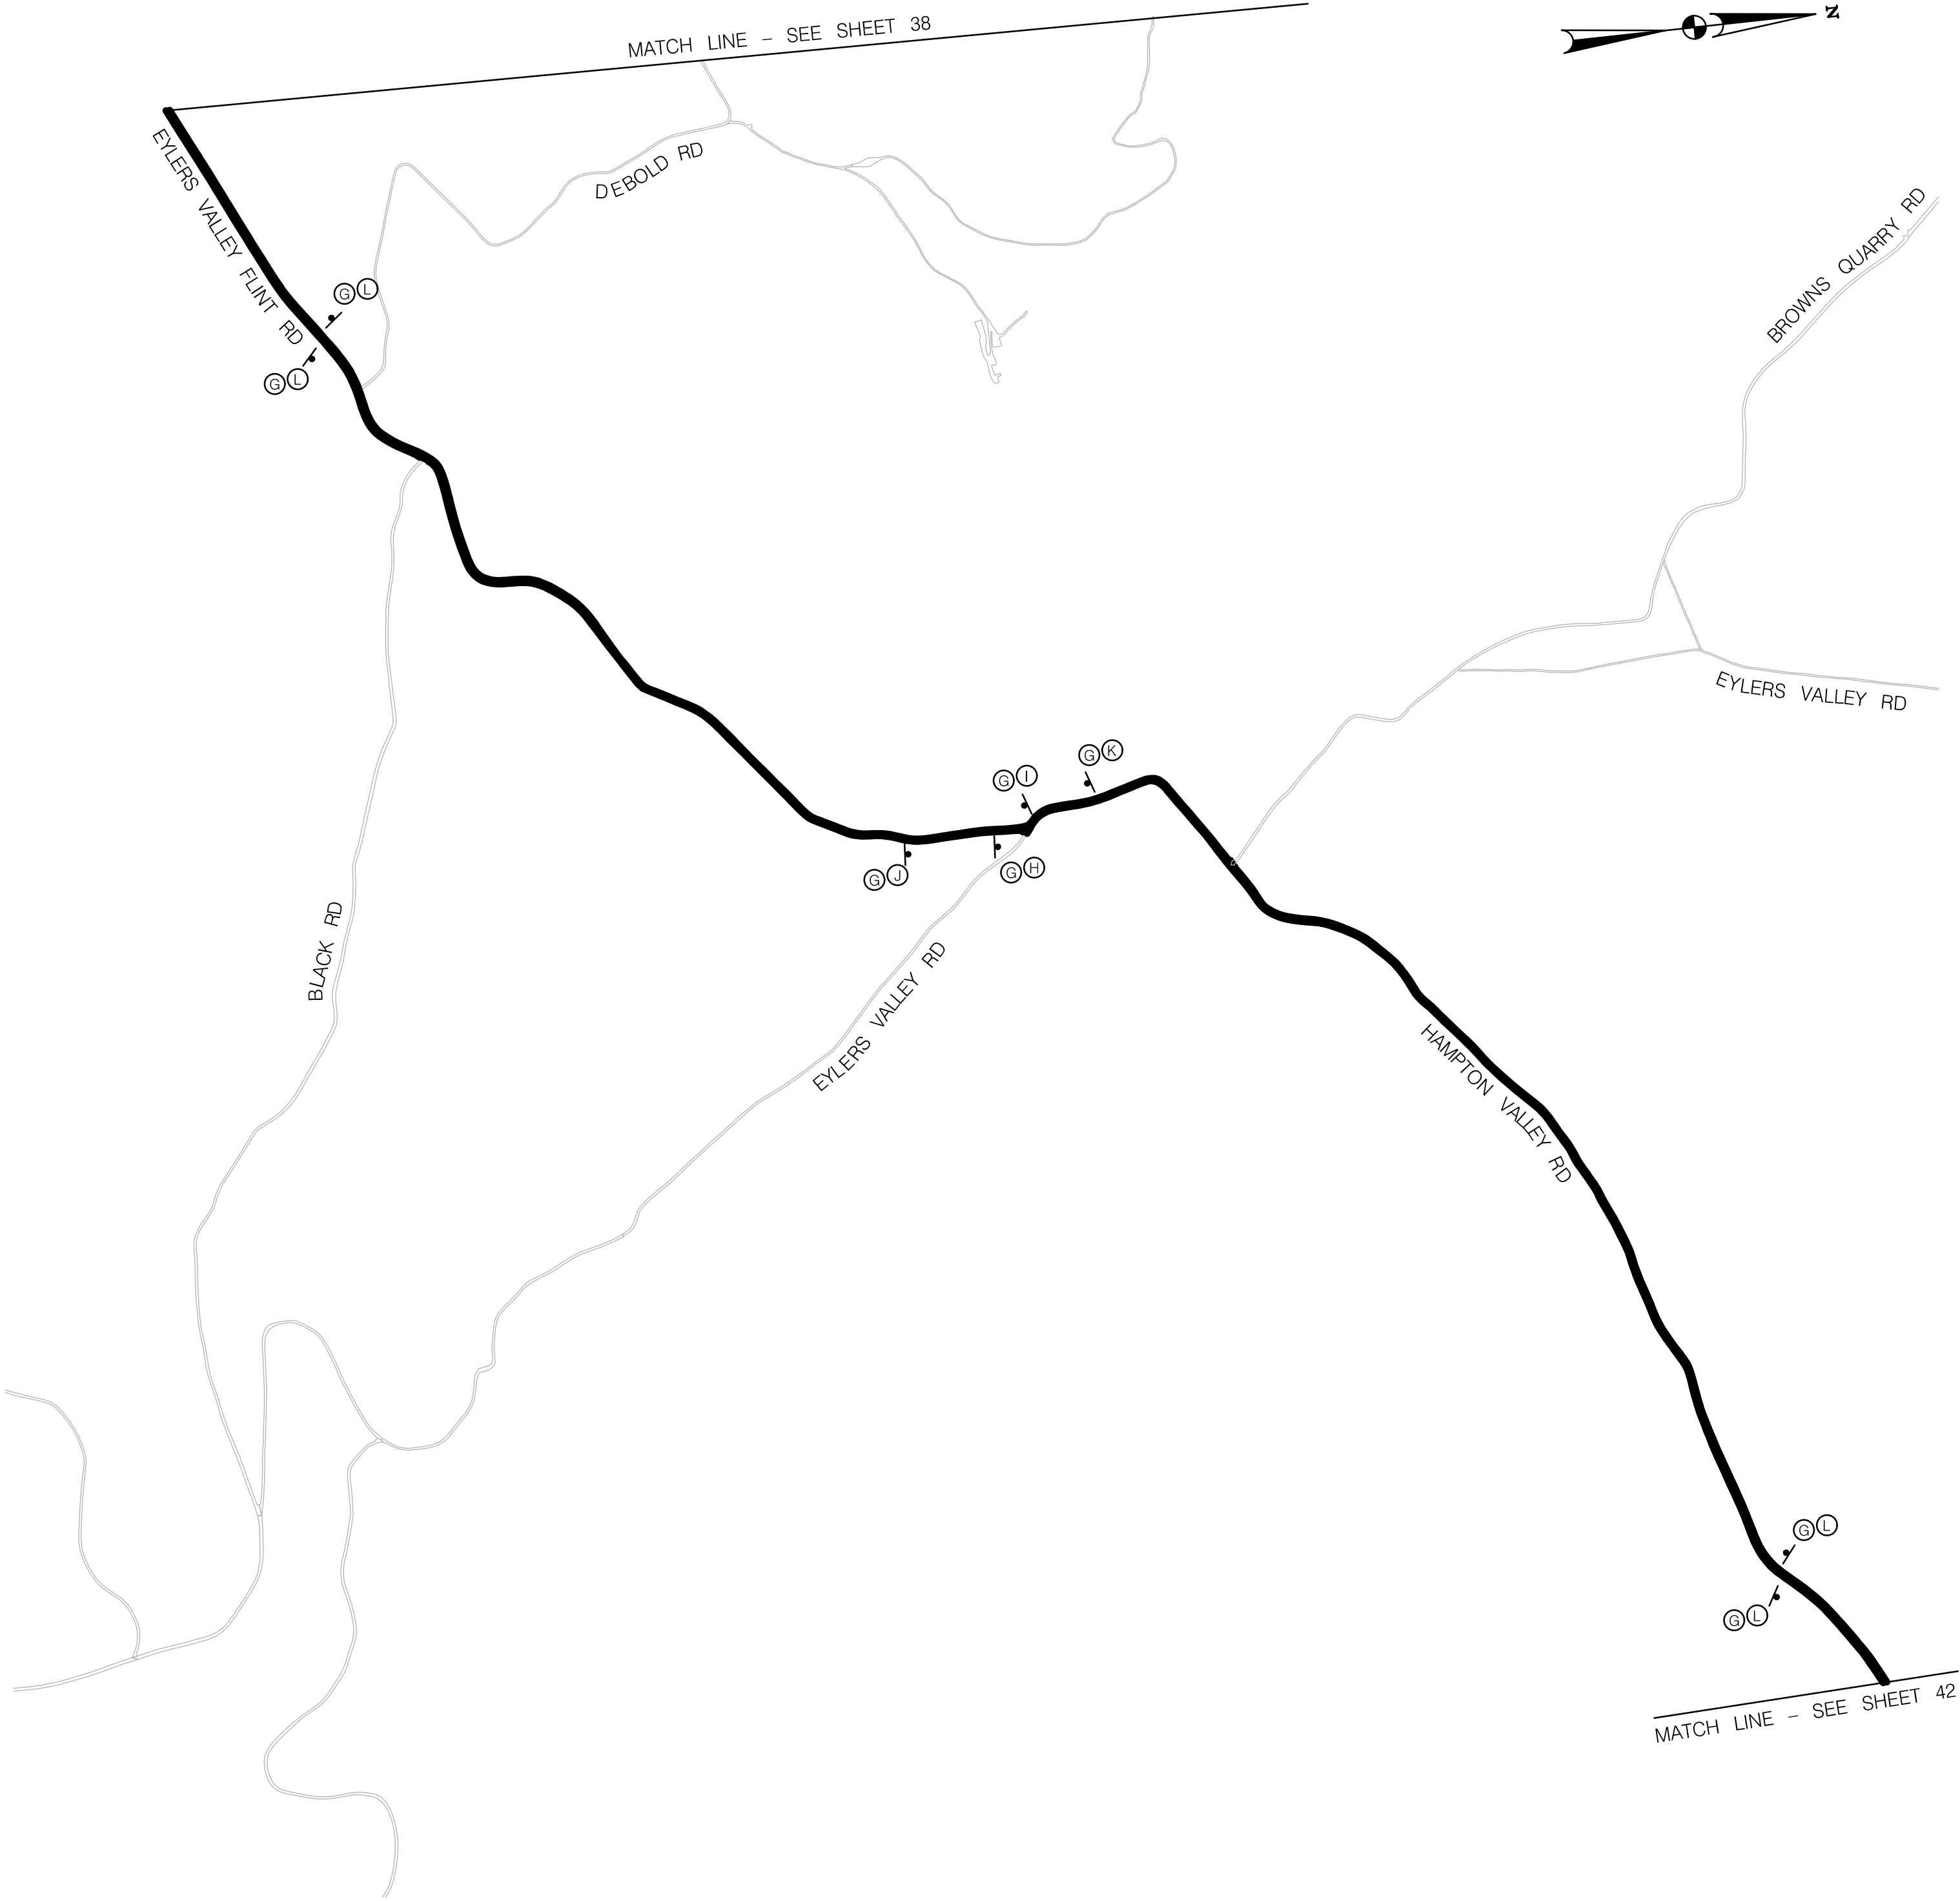 MATCH LINE - SEE SHEET 38
N
EYLERS VALLEY FLINT RD
DEBOLD RD
BROWNS QUARRY RD
G L
G L
EYLERS VALLEY RD
G K
G I
G J
G H
BLACK RD
EYLERS VALLEY RD
HAMPTON VALLEY RD
G L
G L
MATCH LINE - SEE SHEET 42